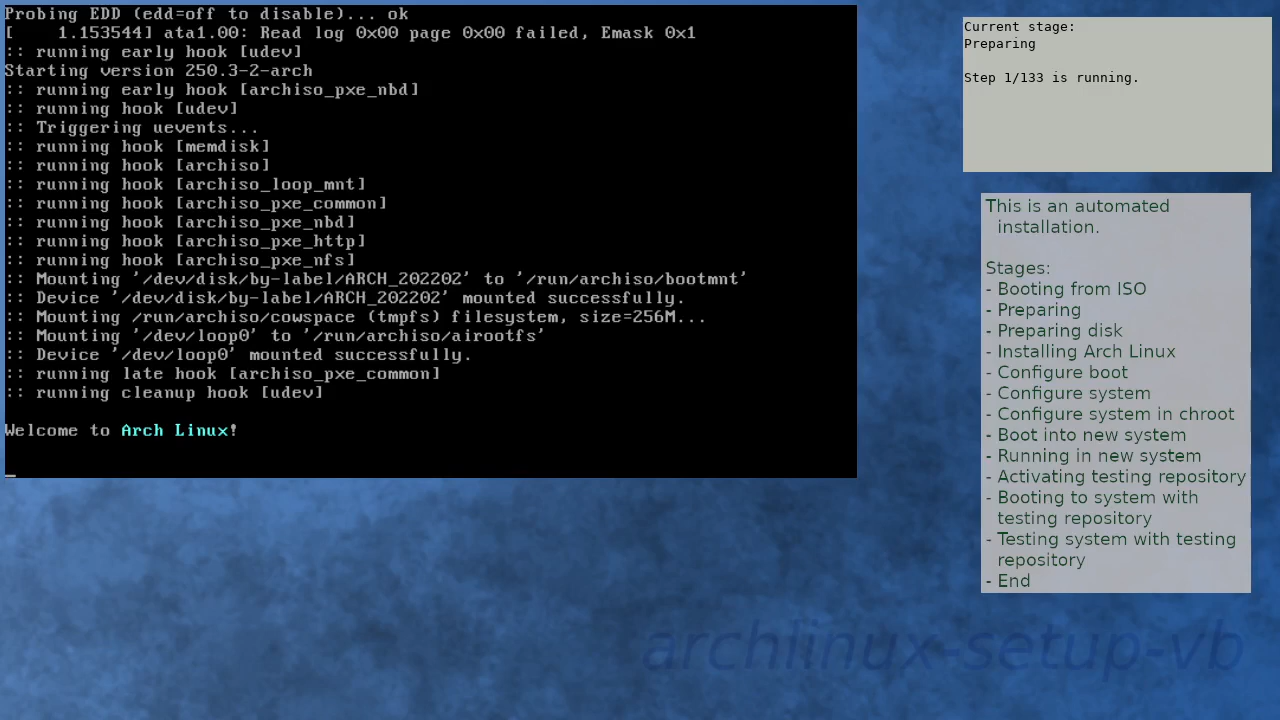 Probing EDD (edd=off to disable)... ok
[    1.153544] ata1.00: Read log 0x00 page 0x00 failed, Emask 0x1
:: running early hook [udev]
Starting version 250.3-2-arch
:: running early hook [archiso_pxe_nbd]
:: running hook [udev]
:: Triggering uevents...
:: running hook [memdisk]
:: running hook [archiso]
:: running hook [archiso_loop_mnt]
:: running hook [archiso_pxe_common]
:: running hook [archiso_pxe_nbd]
:: running hook [archiso_pxe_http]
:: running hook [archiso_pxe_nfs]
:: Mounting '/dev/disk/by-label/ARCH_202202' to '/run/archiso/bootmnt'
:: Device '/dev/disk/by-label/ARCH_202202' mounted successfully.
:: Mounting /run/archiso/cowspace (tmpfs) filesystem, size=256M...
:: Mounting '/dev/loop0' to '/run/archiso/airootfs'
:: Device '/dev/loop0' mounted successfully.
:: running late hook [archiso_pxe_common]
:: running cleanup hook [udev]
Welcome to Arch Linux!
Current stage:
Preparing
Step 1/133 is running.
This is an automated
installation.
Stages:
- Booting from ISO
- Preparing
- Preparing disk
- Installing Arch Linux
- Configure boot
- Configure system
- Configure system in chroot
- Boot into new system
- Running in new system
- Activating testing repository
- Booting to system with
testing repository
- Testing system with testing
repository
- End
archlinux-setup-vb